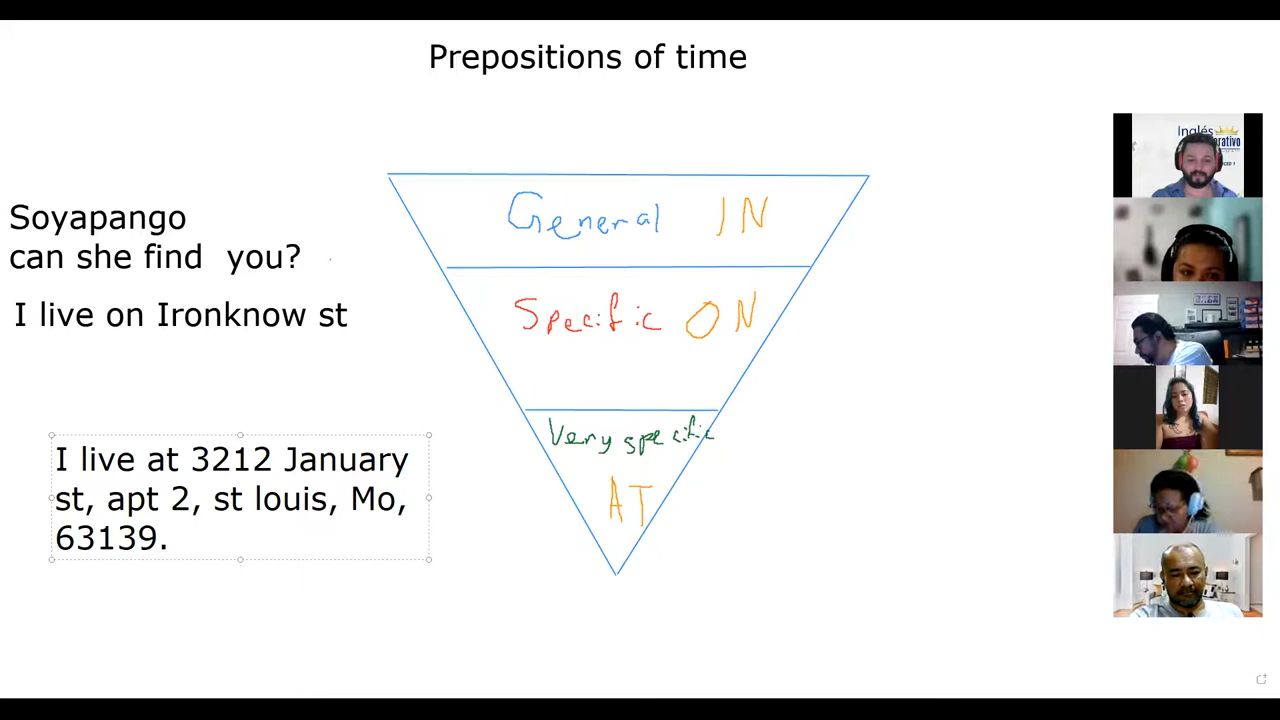 Prepositions of time
Soyapango
can she find you?
I live on Ironknow st
I live at 3212 January
st, apt 2, st louis, Mo,
63139.
General IN
Specific ON
Very specific
AT
Inglés